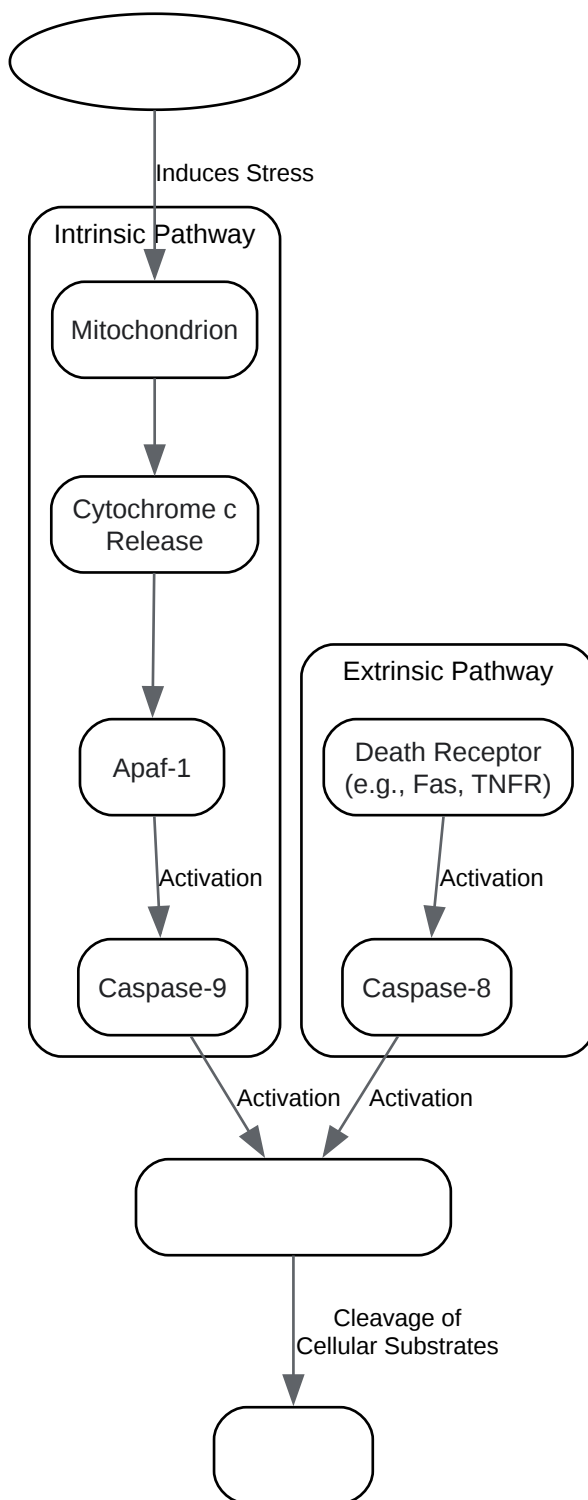 Induces Stress
Intrinsic Pathway
Mitochondrion
Cytochrome c
Release
Extrinsic Pathway
Apaf-1
Death Receptor
(e.g., Fas, TNFR)
Activation
Activation
Caspase-9
Caspase-8
Activation
Activation
Cleavage of
Cellular Substrates